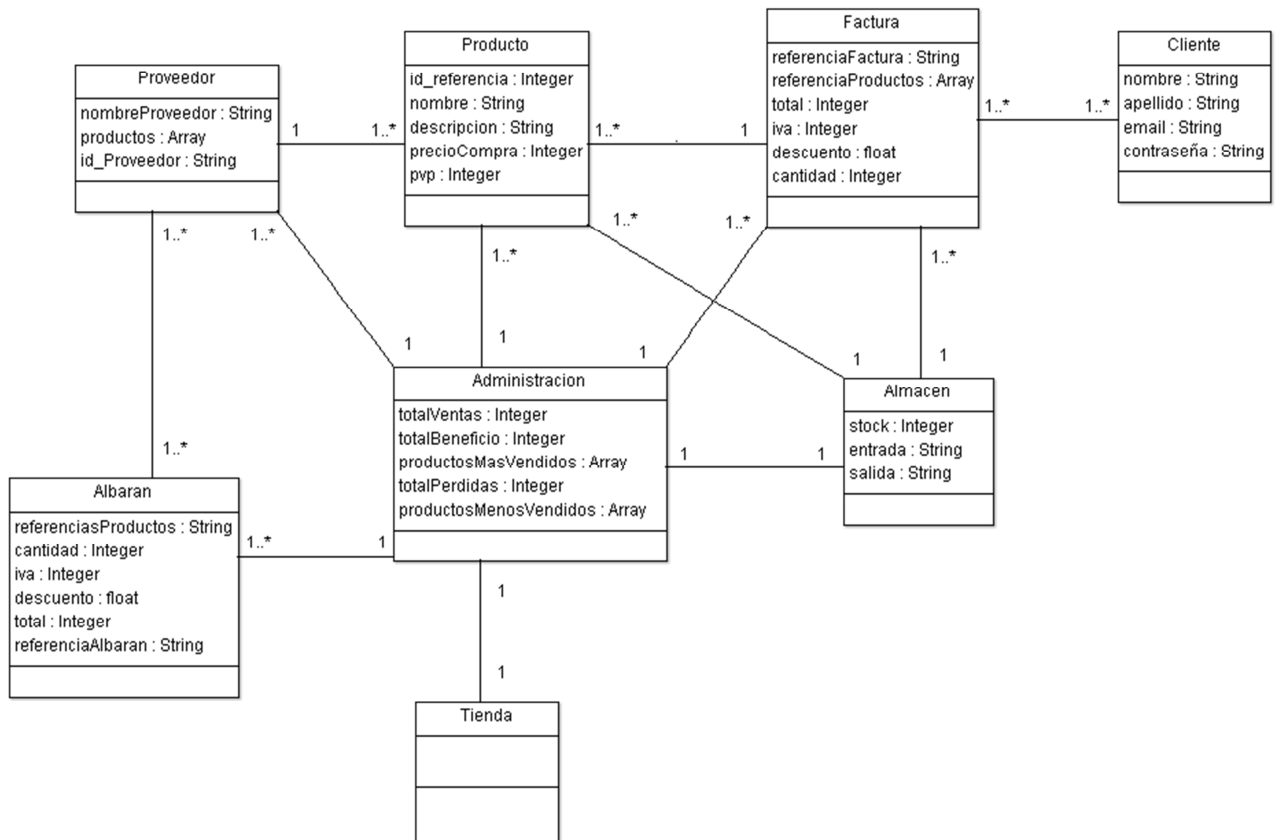 Proveedor
nombreProveedor : String
productos : Array
id_Proveedor : String
1
1..*
Producto
id_referencia : Integer
nombre : String
descripcion : String
precioCompra : Integer
pvp : Integer
1..*
1
Factura
referenciaFactura : String
referenciaProductos : Array
total : Integer
iva : Integer
descuento : float
cantidad : Integer
1..*
1..*
Cliente
nombre : String
apellido : String
email : String
contraseña : String
1..*
1..*
1..*
1..*
1..*
1..*
1
1
1
1
1
1..*
Administracion
totalVentas : Integer
totalBeneficio : Integer
productosMasVendidos : Array
totalPerdidas : Integer
productosMenosVendidos : Array
1
1
Almacen
stock : Integer
entrada : String
salida : String
Albaran
referenciasProductos : String
cantidad : Integer
iva : Integer
descuento : float
total : Integer
referenciaAlbaran : String
1..*
1
1
1
Tienda